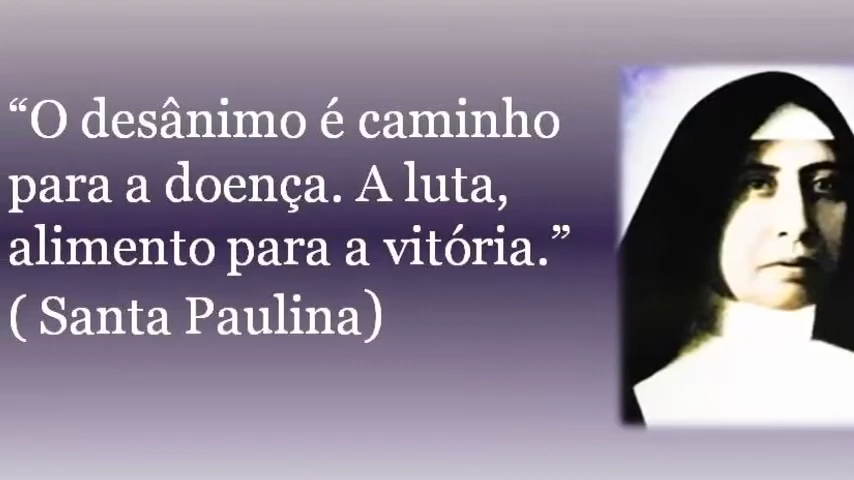 “O desânimo é caminho
para a doença. A luta,
alimento para a vitória.”
( Santa Paulina)